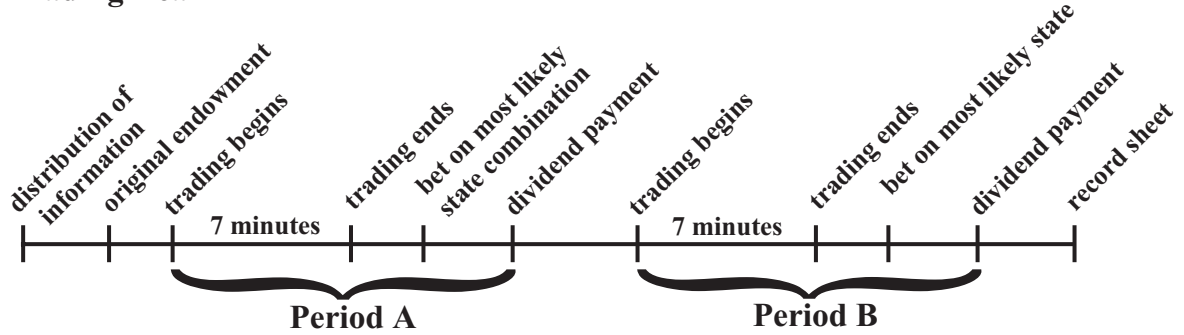 distribution of
information
original endowment
trading begins
trading ends
bet on most likely
state combination
dividend payment
trading begins
trading ends
bet on most likely state
dividend payment
record sheet
7 minutes
7 minutes
Period A
Period B